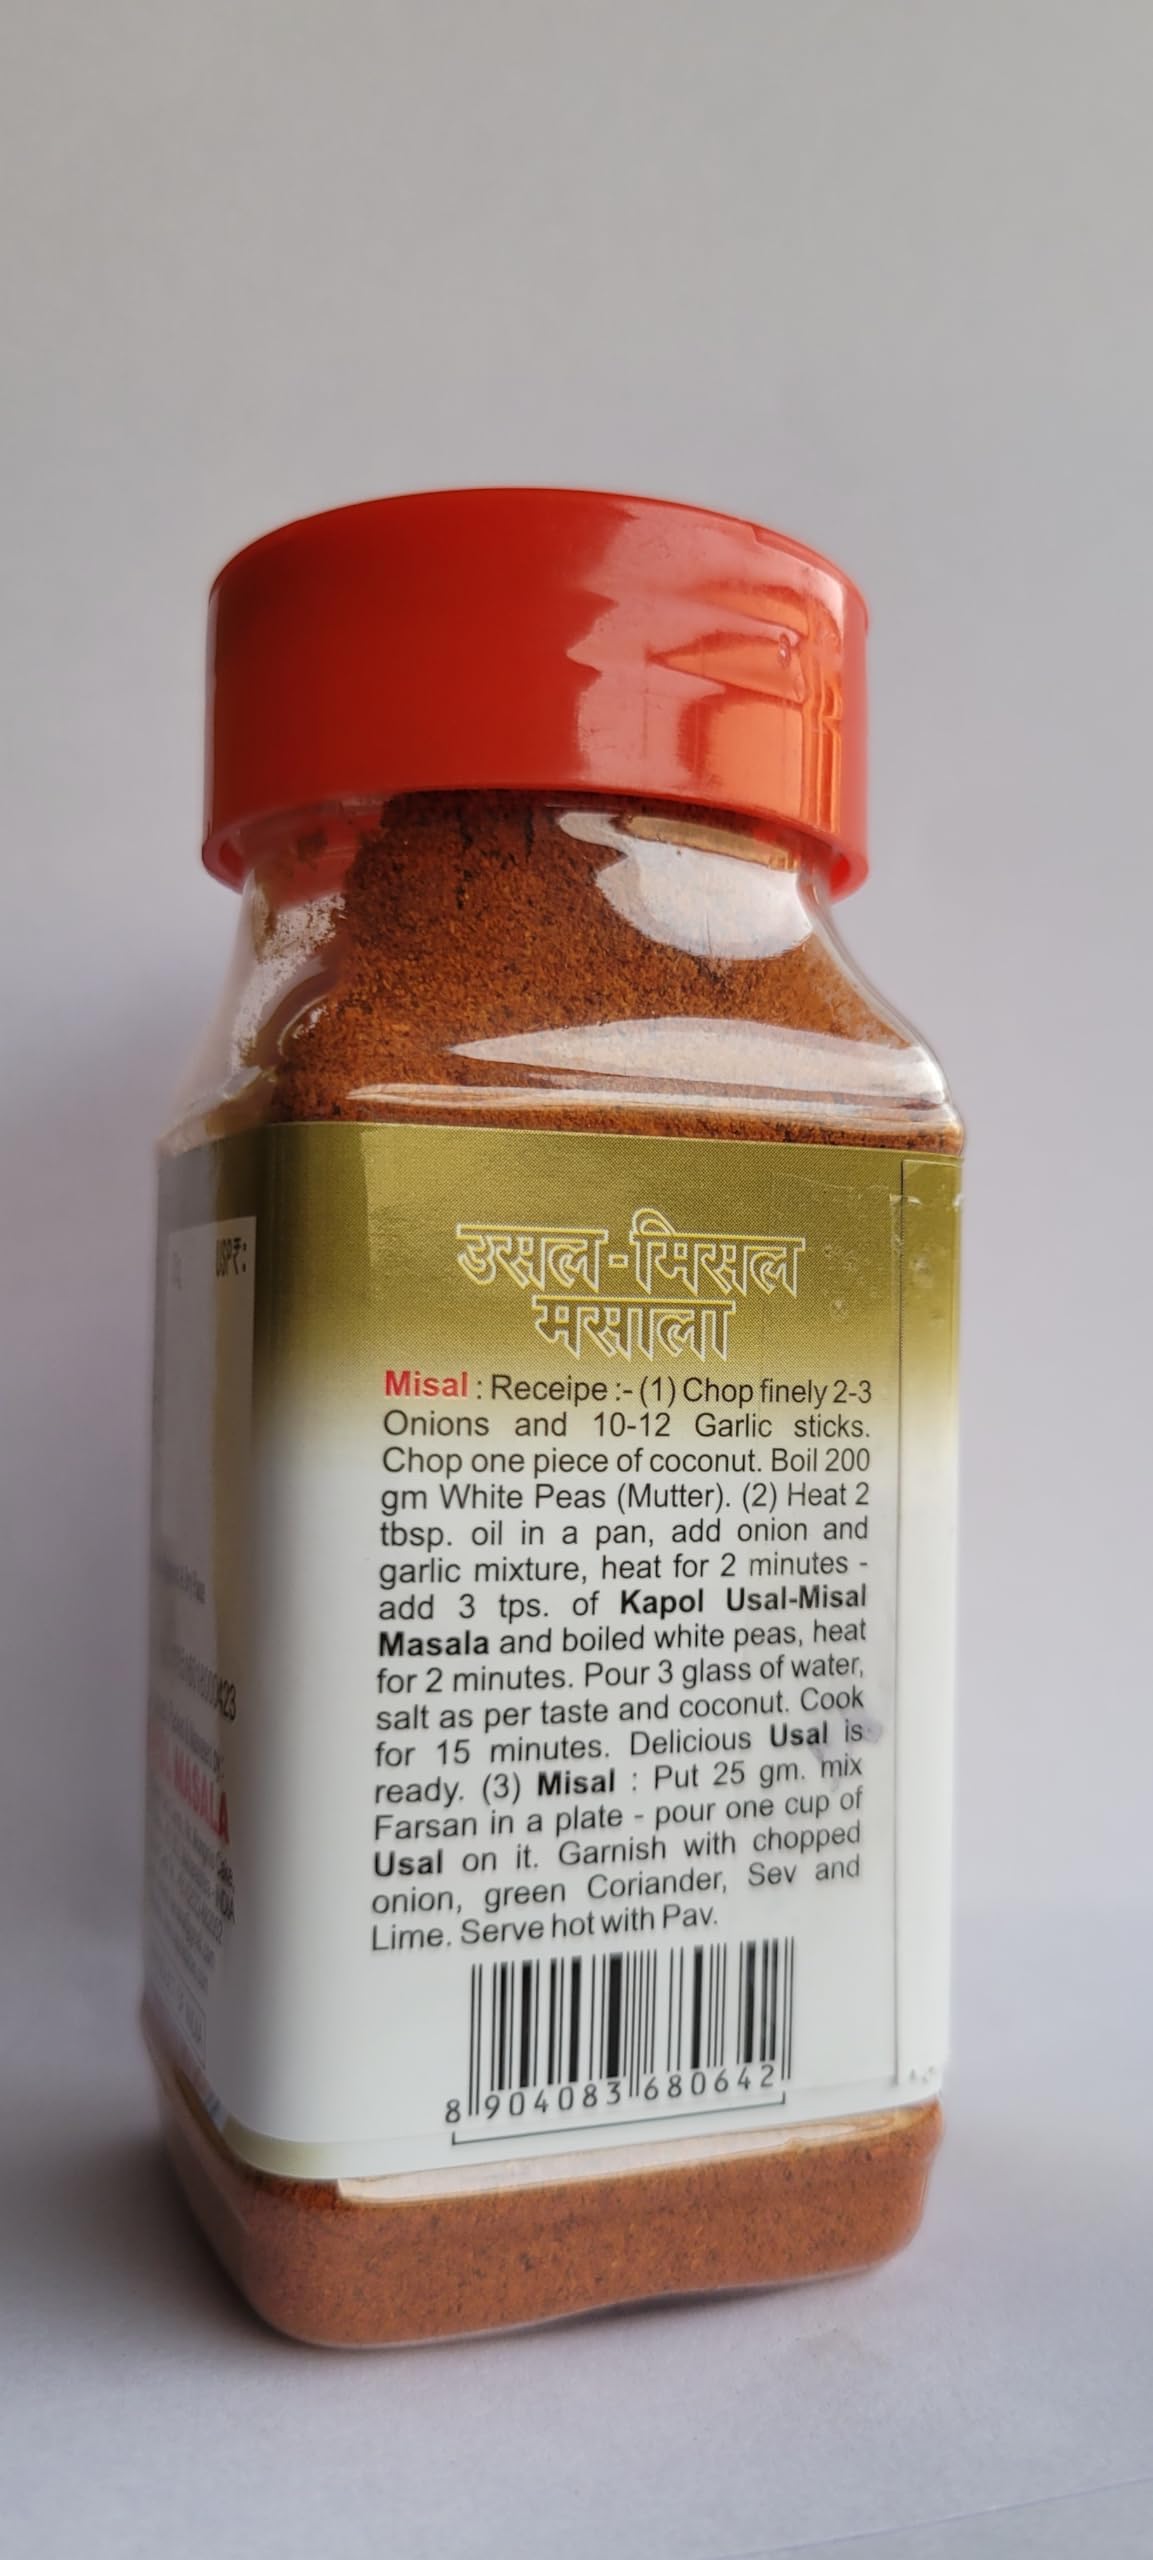 उसल-मिसल
मसाला
Misal : Receipe :- (1) Chop finely 2-3
Onions and 10-12 Garlic sticks.
Chop one piece of coconut. Boil 200
gm White Peas (Mutter). (2) Heat 2
tbsp. oil in a pan, add onion and
garlic mixture, heat for 2 minutes -
add 3 tps. of Kapol Usal-Misal
Masala and boiled white peas, heat
for 2 minutes. Pour 3 glass of water,
salt as per taste and coconut. Cook
for 15 minutes. Delicious Usal is
ready. (3) Misal : Put 25 gm. mix
Farsan in a plate - pour one cup of
Usal on it. Garnish with chopped
onion, green Coriander, Sev and
Lime. Serve hot with Pav.
8 904083 680642
USP₹:
MASALA